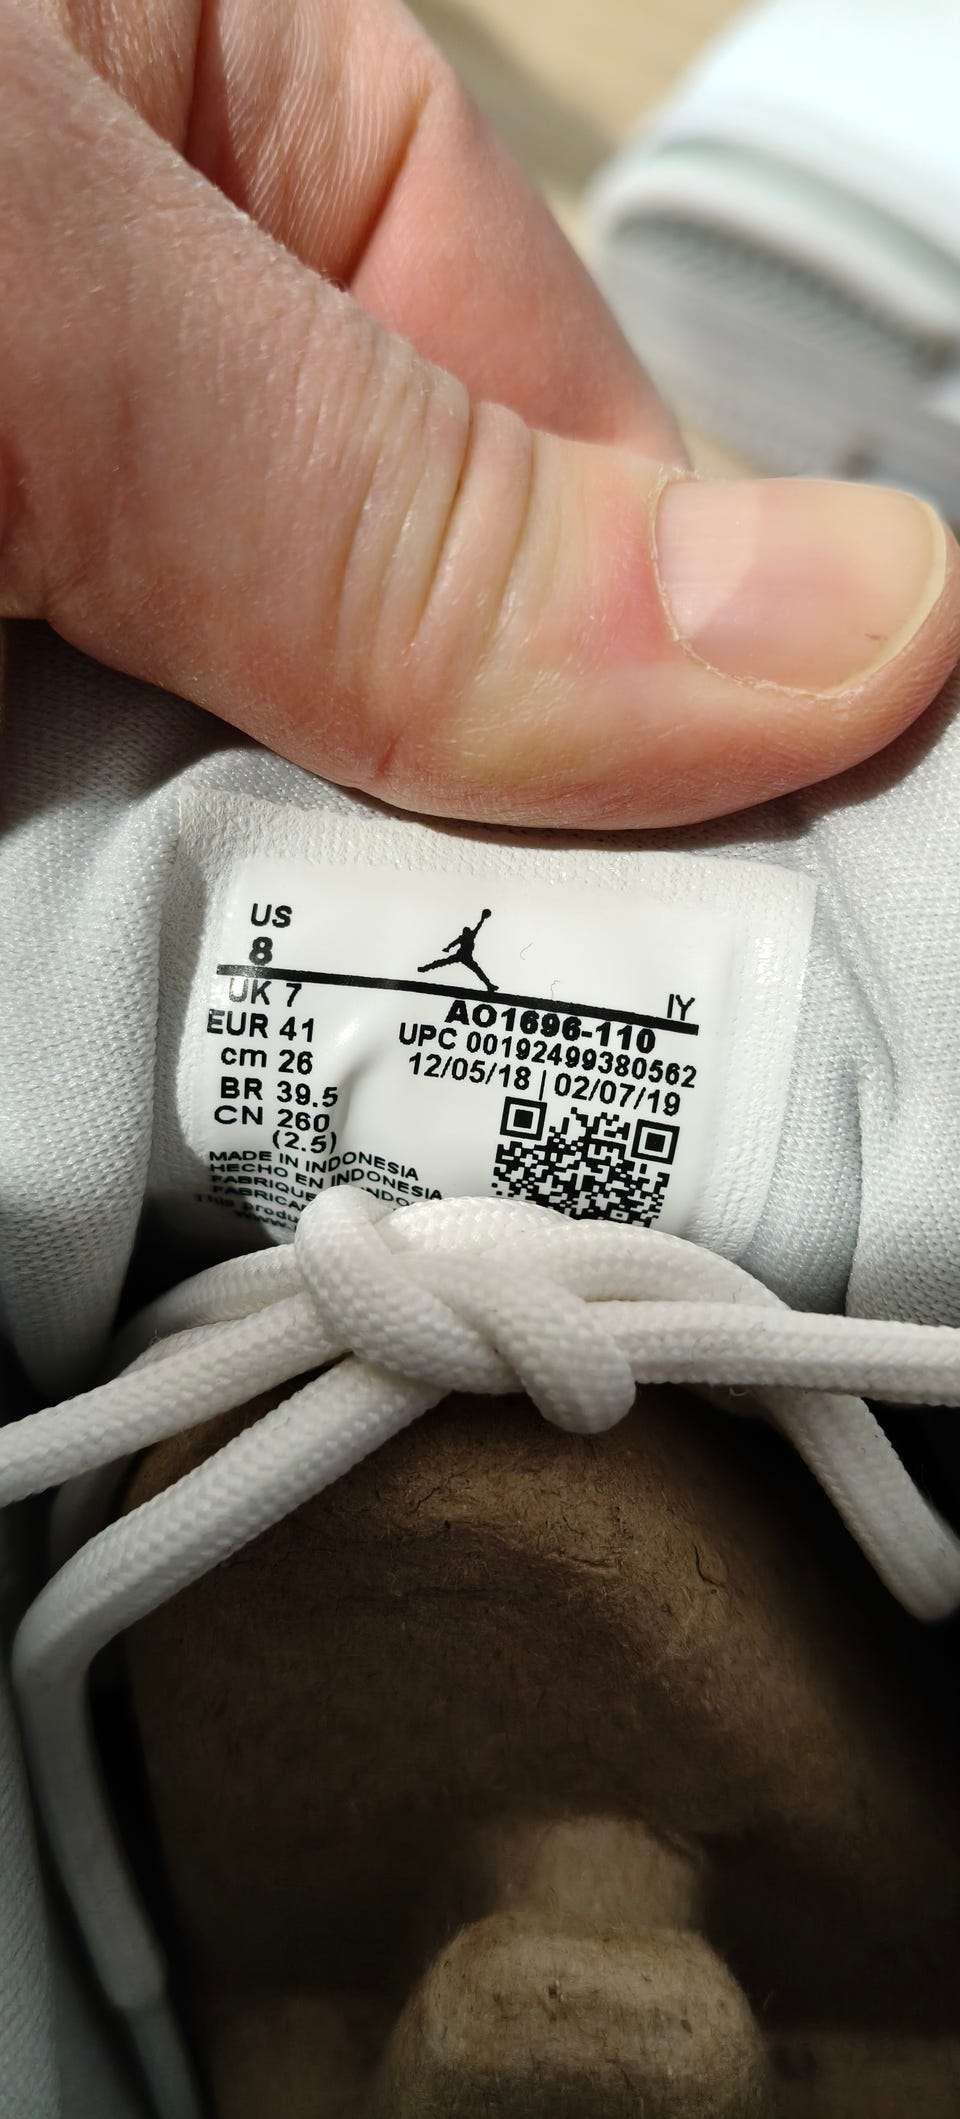 US
8
IY
UK 7
AO1696-110
EUR 41
UPC 00192499380562
cm 26
12/05/18 | 02/07/19
BR 39.5
CN 260
(2.5)
MADE IN INDONESIA
HECHO EN INDONESIA